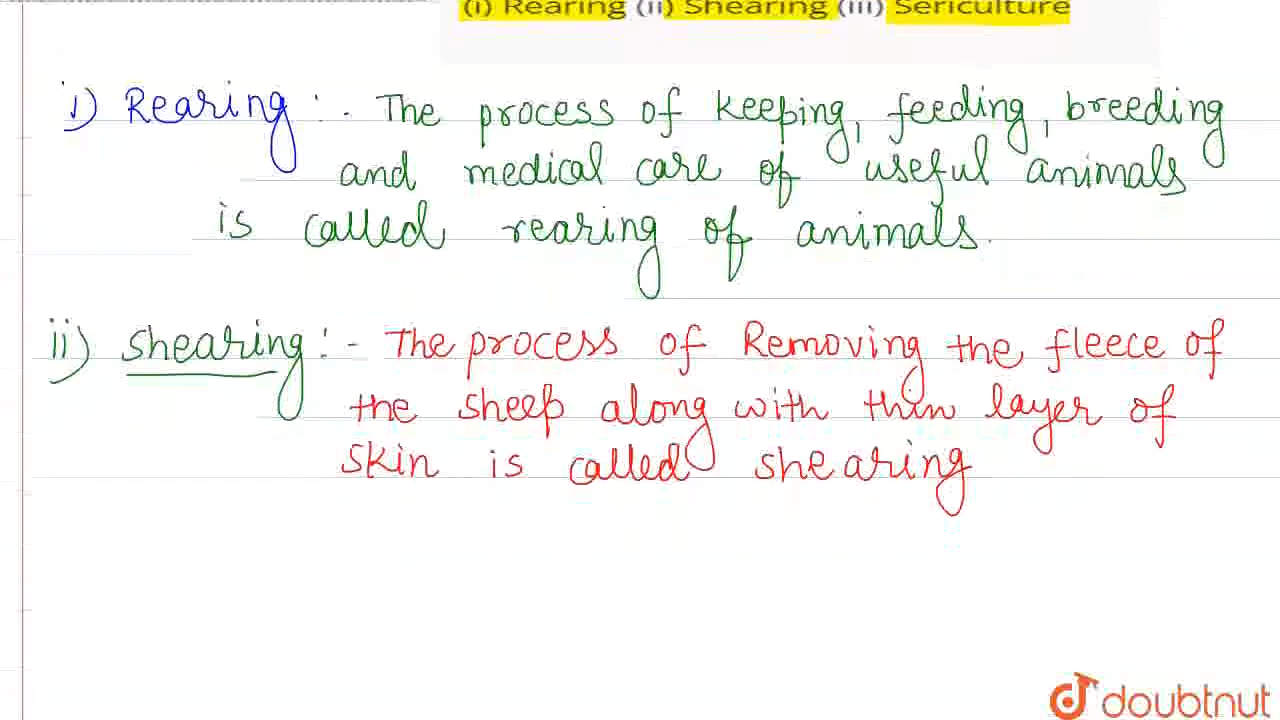 (i) Rearing (ii) Shearing (iii) Sericulture
i) Rearing :- The process of keeping, feeding, breeding
and medical care of useful animals
is called rearing of animals.
ii) Shearing :- The process of Removing the fleece of
the sheep along with thin layer of
skin is called shearing
doubtnut